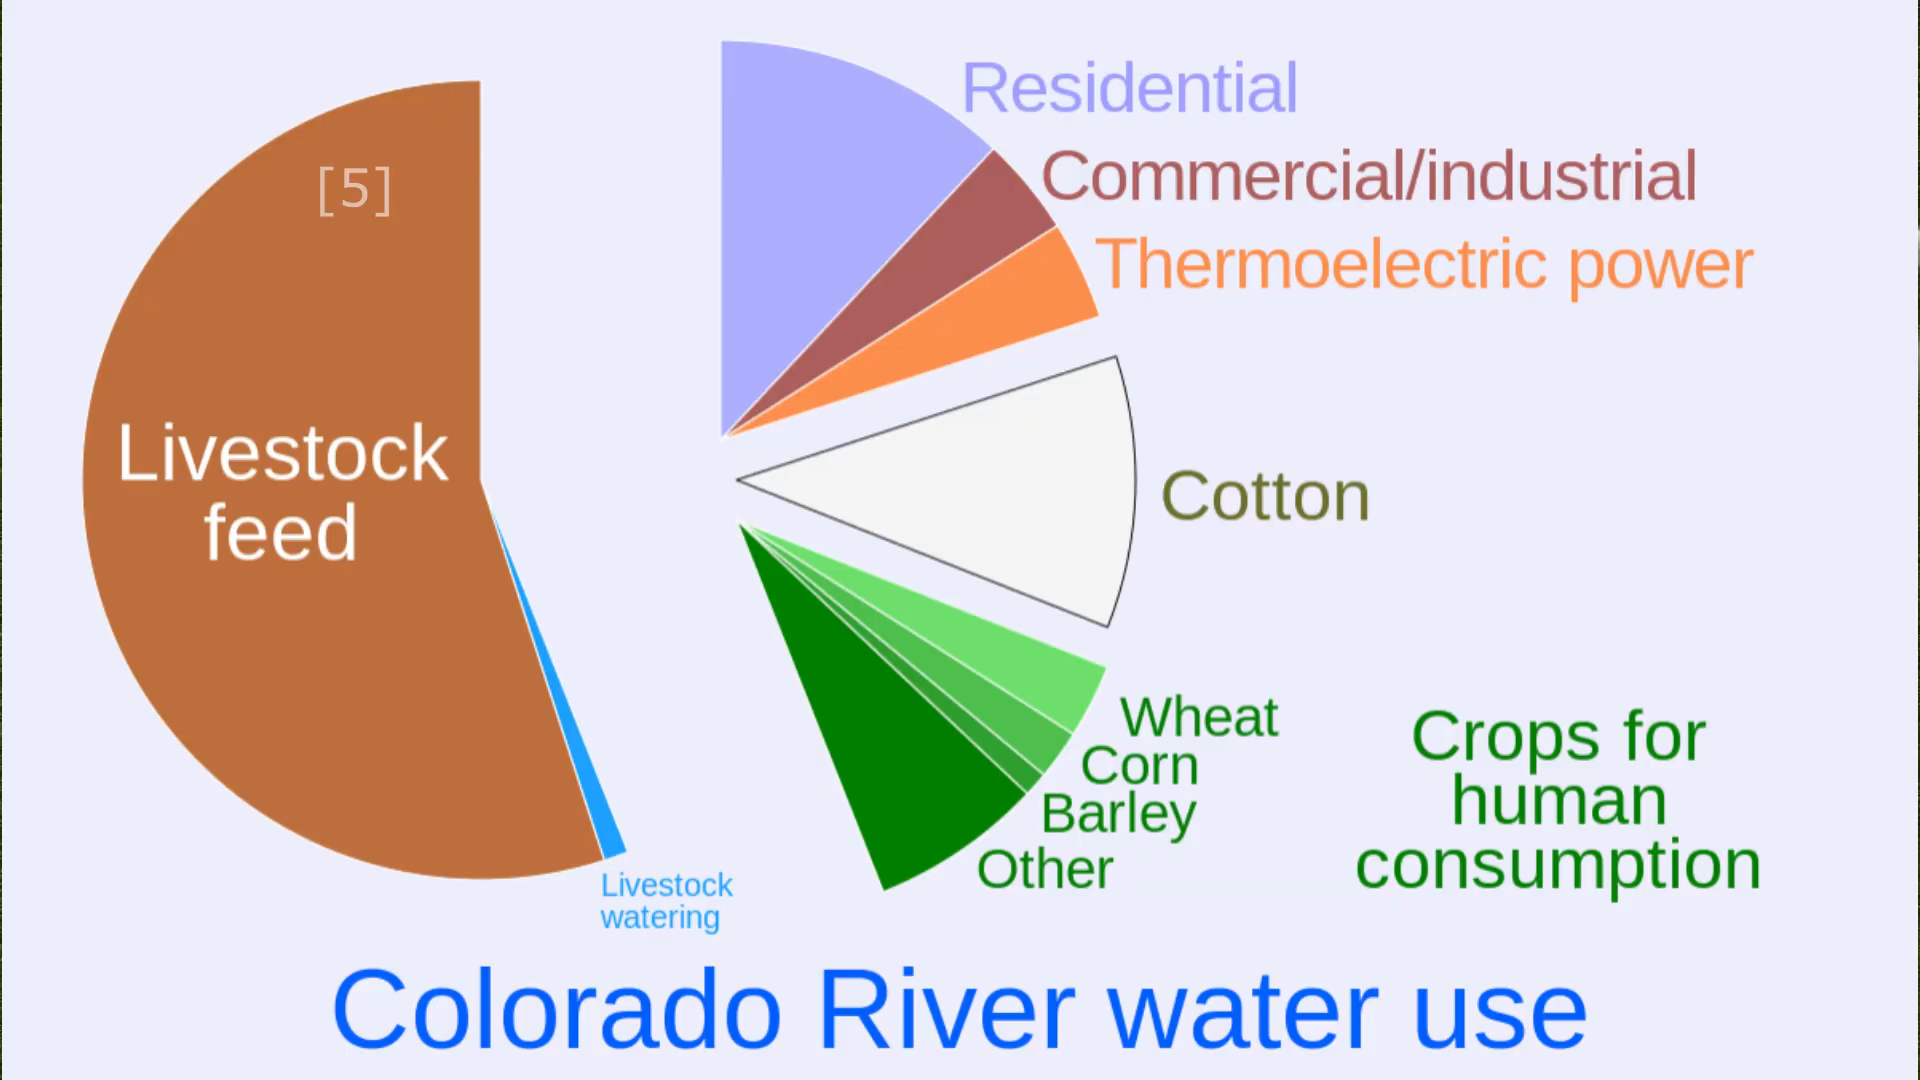 Residential
Commercial/industrial
[5]
Thermoelectric power
Livestock
feed
Cotton
Wheat
Corn
Barley
Other
Crops for
human
consumption
Livestock
watering
Colorado River water use